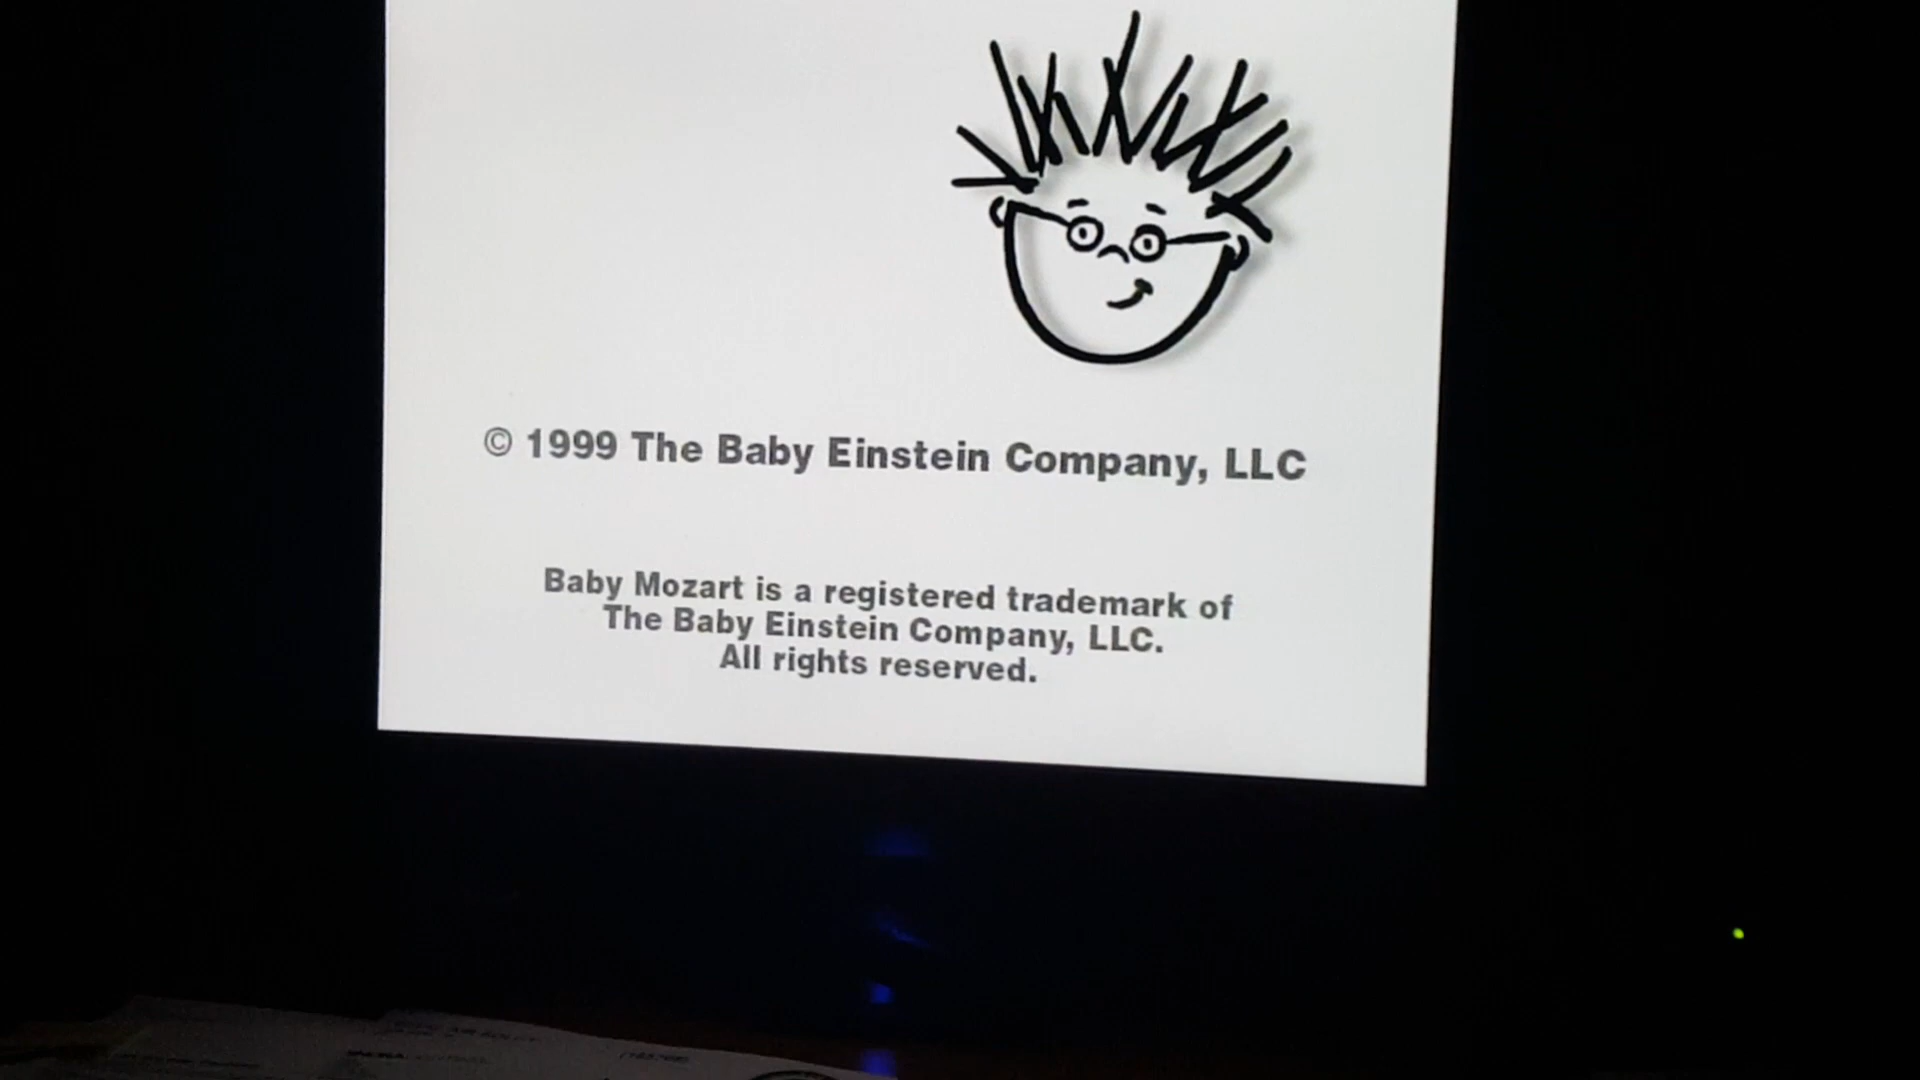 © 1999 The Baby Einstein Company, LLC
Baby Mozart is a registered trademark of
The Baby Einstein Company, LLC.
All rights reserved.